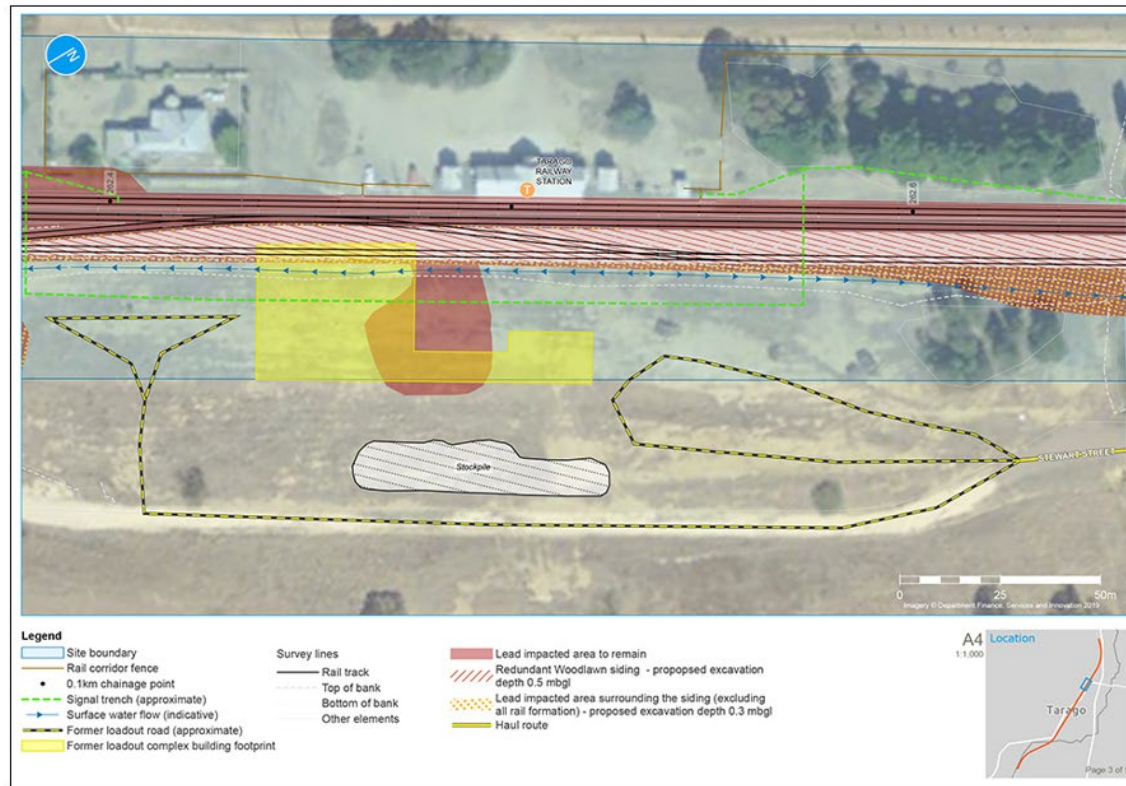 N
TARAGO
RAILWAY
STATION
T
202.4
202.6
Stockpile
STEWART STREET
0 25 50m
Imagery © Department Finance, Services and Innovation 2019
Legend
Site boundary
Rail corridor fence
0.1km chainage point
Signal trench (approximate)
Surface water flow (indicative)
Former loadout road (approximate)
Former loadout complex building footprint
Survey lines
Rail track
Top of bank
Bottom of bank
Other elements
Lead impacted area to remain
Redundant Woodlawn siding - propopsed excavation
depth 0.5 mbgl
Lead impacted area surrounding the siding (excluding
all rail formation) - proposed excavation depth 0.3 mbgl
Haul route
A4
1:1,000
Location
Tarago
Page 3 of